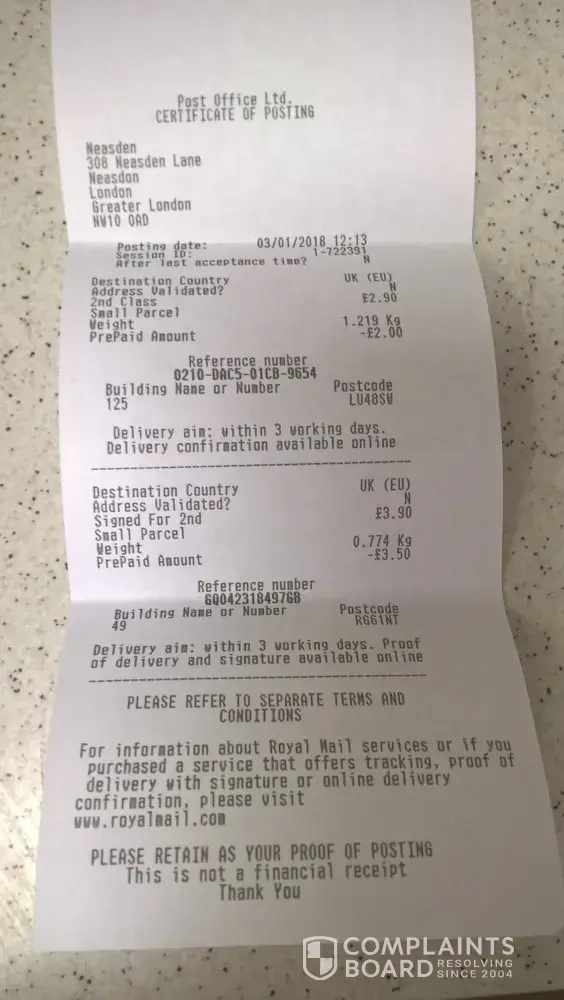 Post Office Ltd.
CERTIFICATE OF POSTING
Neasden
308 Neasden Lane
Neasdon
London
Greater London
NW10 0AD
Posting date: 03/01/2018 12:13
Session ID: 1-722391
After last acceptance time? N
Destination Country UK (EU)
Address Validated? N
2nd Class £2.90
Small Parcel
Weight 1.219 Kg
PrePaid Amount -£2.00
Reference number
0210-DAC5-01CB-9654
Building Name or Number Postcode
125 LU48SW
Delivery aim: within 3 working days.
Delivery confirmation available online
Destination Country UK (EU)
Address Validated? N
Signed For 2nd £3.90
Small Parcel
Weight 0.774 Kg
PrePaid Amount -£3.50
Reference number
GQ042318497GB
Building Name or Number Postcode
49 RG61NT
Delivery aim: within 3 working days. Proof
of delivery and signature available online
PLEASE REFER TO SEPARATE TERMS AND
CONDITIONS
For information about Royal Mail services or if you
purchased a service that offers tracking, proof of
delivery with signature or online delivery
confirmation, please visit
www.royalmail.com
PLEASE RETAIN AS YOUR PROOF OF POSTING
This is not a financial receipt
Thank You
COMPLAINTS
BOARD RESOLVING
SINCE 2004